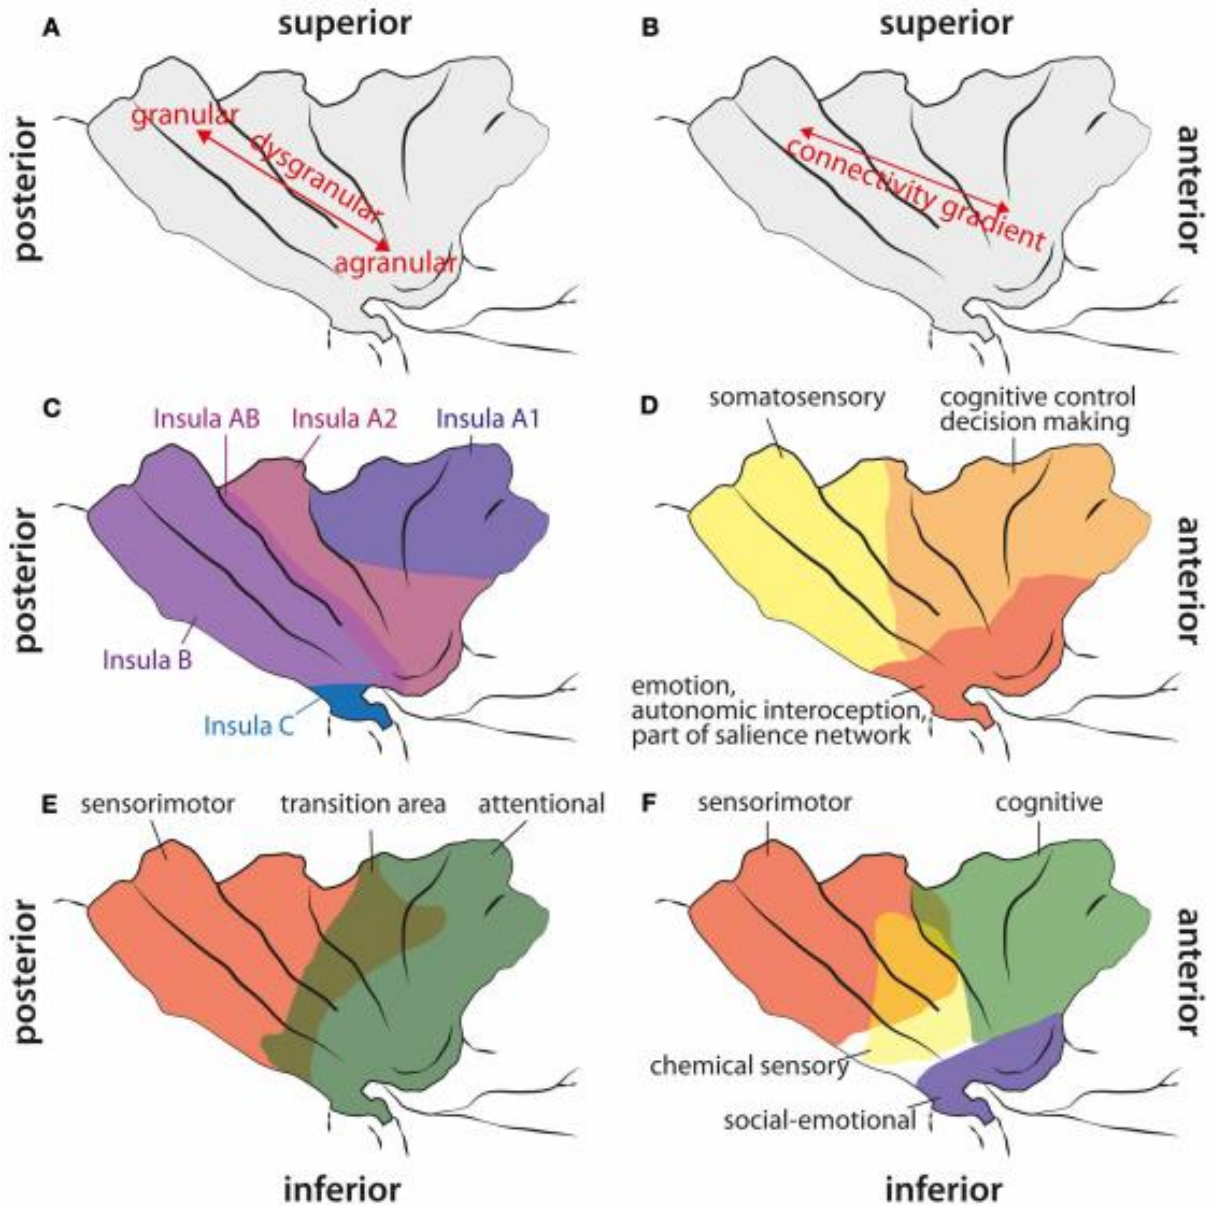 A
superior
B
superior
posterior
granular
dysgranular
agranular
connectivity gradient
anterior
C
Insula AB
Insula A2
Insula A1
posterior
Insula B
Insula C
D
somatosensory
cognitive control
decision making
anterior
emotion,
autonomic interoception,
part of salience network
E
sensorimotor
transition area
attentional
posterior
inferior
F
sensorimotor
cognitive
anterior
chemical sensory
social-emotional
inferior